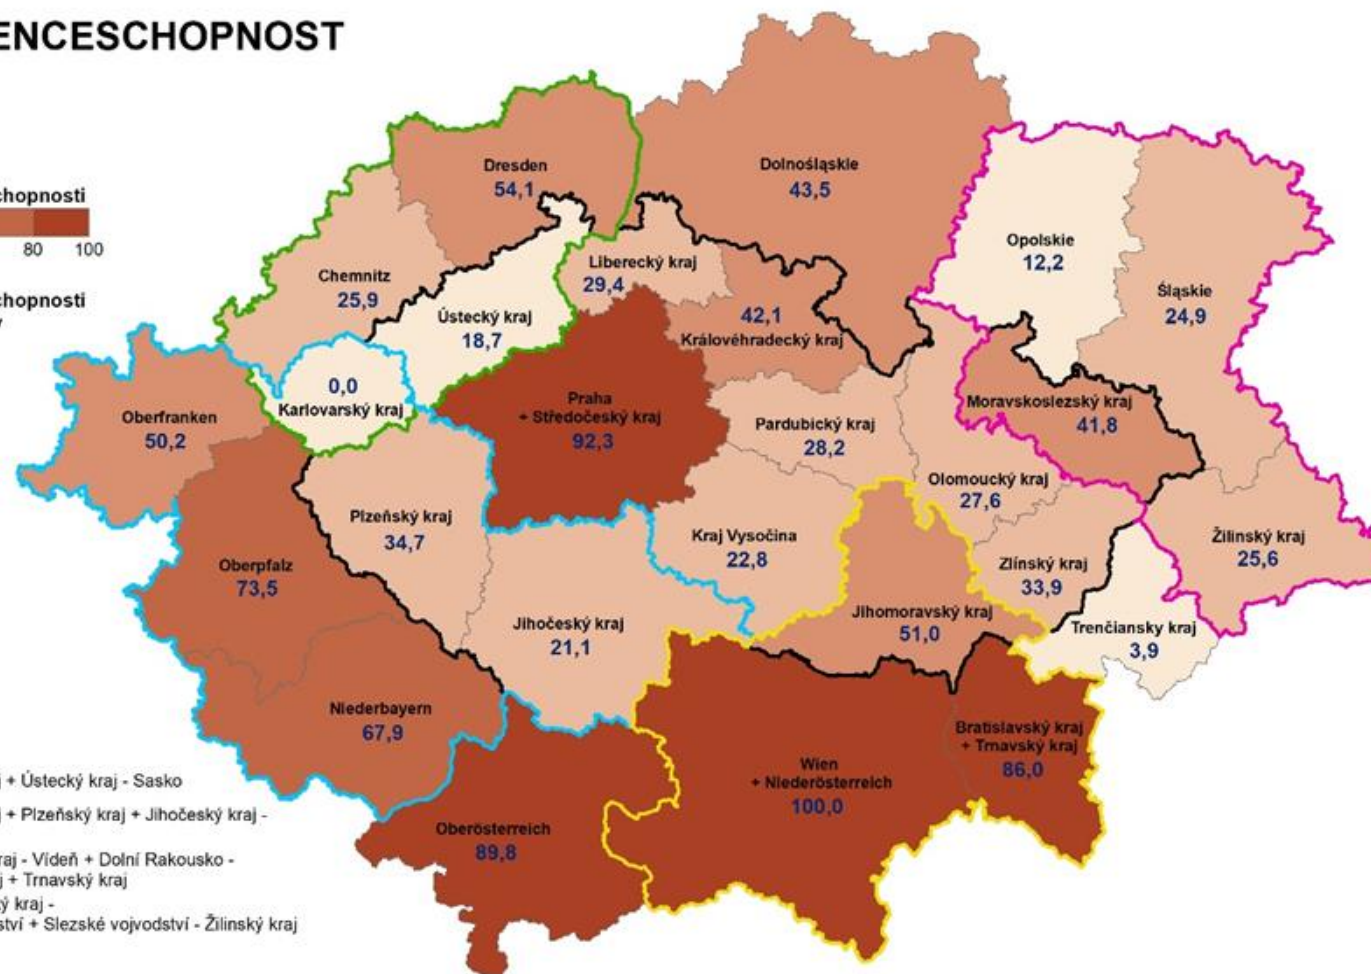 ENCESCHOPNOST
chopnosti
80 100
chopnosti
Dresden
54,1
Dolnośląskie
43,5
Chemnitz
25,9
Liberecký kraj
29,4
Opolskie
12,2
Śląskie
24,9
Ústecký kraj
18,7
42,1
Královéhradecký kraj
0,0
Karlovarský kraj
Oberfranken
50,2
Praha
+ Středočeský kraj
92,3
Pardubický kraj
28,2
Moravskoslezský kraj
41,8
Olomoucký kraj
27,6
Plzeňský kraj
34,7
Kraj Vysočina
22,8
Žilinský kraj
25,6
Oberpfalz
73,5
Zlínský kraj
33,9
Jihočeský kraj
21,1
Jihomoravský kraj
51,0
Trenčiansky kraj
3,9
Niederbayern
67,9
Bratislavský kraj
+ Trnavský kraj
86,0
Wien
+ Niederösterreich
100,0
Oberösterreich
89,8
j + Ústecký kraj - Sasko
j + Plzeňský kraj + Jihočeský kraj -
raj - Vídeň + Dolní Rakousko -
j + Trnavský kraj
ý kraj -
ství + Slezské vojvodství - Žilinský kraj